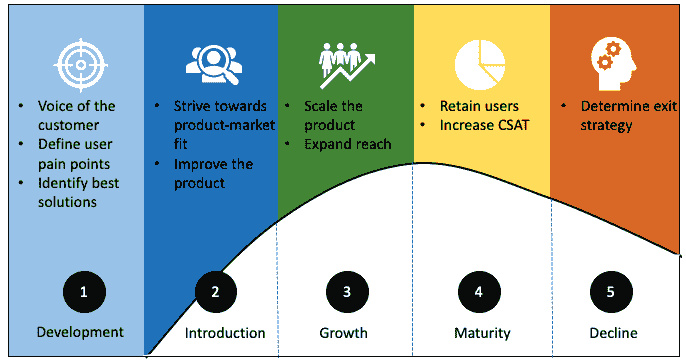 • Voice of the
customer
• Define user
pain points
• Identify best
solutions
• Strive towards
product-market
fit
• Improve the
product
• Scale the
product
• Expand reach
• Retain users
• Increase CSAT
• Determine exit
strategy
1
Development
2
Introduction
3
Growth
4
Maturity
5
Decline